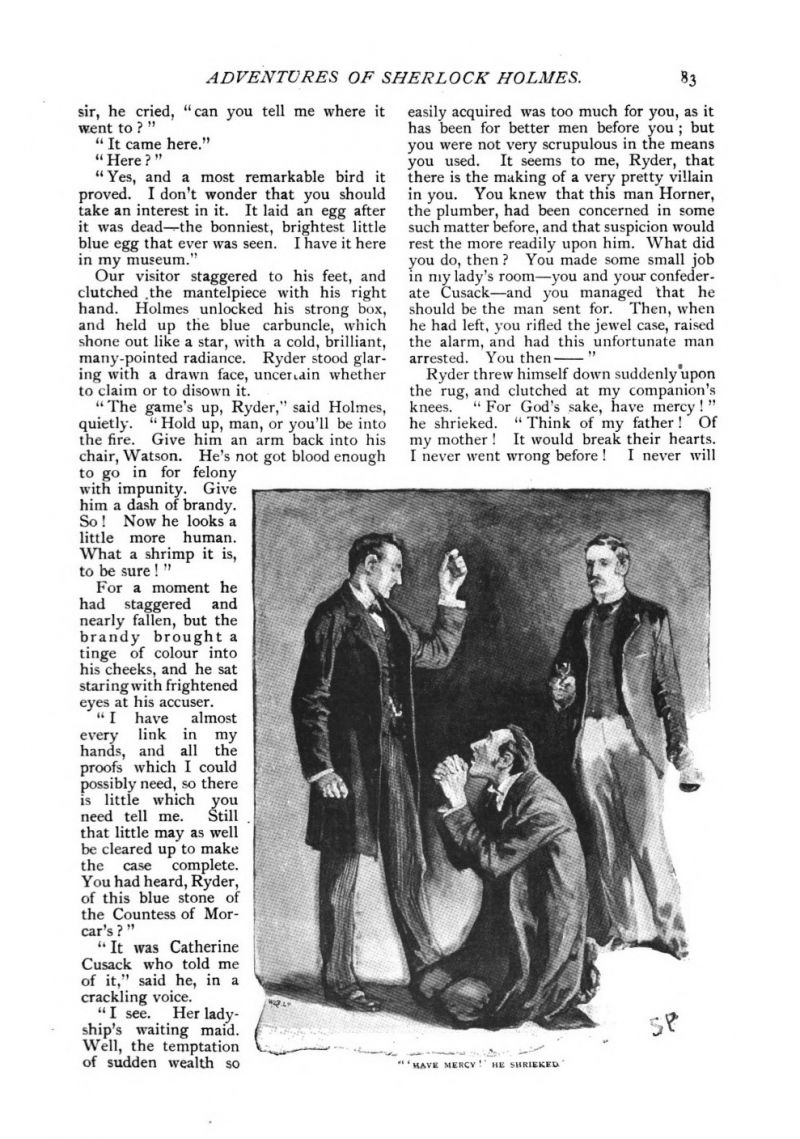 ADVENTURES OF SHERLOCK HOLMES.
83
sir, he cried, "can you tell me where it
went to ? "
" It came here."
" Here ? "
" Yes, and a most remarkable bird it
proved. I don't wonder that you should
take an interest in it. It laid an egg after
it was dead—the bonniest, brightest little
blue egg that ever was seen. I have it here
in my museum."
Our visitor staggered to his feet, and
clutched the mantelpiece with his right
hand. Holmes unlocked his strong box,
and held up the blue carbuncle, which
shone out like a star, with a cold, brilliant,
many-pointed radiance. Ryder stood glar-
ing with a drawn face, uncertain whether
to claim or to disown it.
" The game's up, Ryder," said Holmes,
quietly. " Hold up, man, or you'll be into
the fire. Give him an arm back into his
chair, Watson. He's not got blood enough
to go in for felony
with impunity. Give
him a dash of brandy.
So ! Now he looks a
little more human.
What a shrimp it is,
to be sure ! "
For a moment he
had staggered and
nearly fallen, but the
brandy brought a
tinge of colour into
his cheeks, and he sat
staring with frightened
eyes at his accuser.
" I have almost
every link in my
hands, and all the
proofs which I could
possibly need, so there
is little which you
need tell me. Still
that little may as well
be cleared up to make
the case complete.
You had heard, Ryder,
of this blue stone of
the Countess of Mor-
car's ? "
" It was Catherine
Cusack who told me
of it," said he, in a
crackling voice.
" I see. Her lady-
ship's waiting maid.
Well, the temptation
of sudden wealth so
easily acquired was too much for you, as it
has been for better men before you ; but
you were not very scrupulous in the means
you used. It seems to me, Ryder, that
there is the making of a very pretty villain
in you. You knew that this man Horner,
the plumber, had been concerned in some
such matter before, and that suspicion would
rest the more readily upon him. What did
you do, then ? You made some small job
in my lady's room—you and your confeder-
ate Cusack—and you managed that he
should be the man sent for. Then, when
he had left, you rifled the jewel case, raised
the alarm, and had this unfortunate man
arrested. You then —— "
Ryder threw himself down suddenly upon
the rug, and clutched at my companion's
knees. " For God's sake, have mercy ! "
he shrieked. " Think of my father ! Of
my mother ! It would break their hearts.
I never went wrong before ! I never will
SP
" ' HAVE MERCY ! ' HE SHRIEKED."